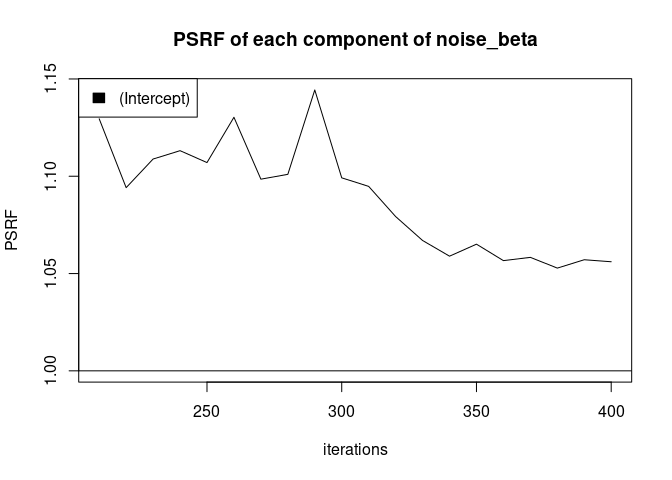 PSRF of each component of noise_beta
(Intercept)
PSRF
1.15
1.10
1.05
1.00
250 300 350 400
iterations